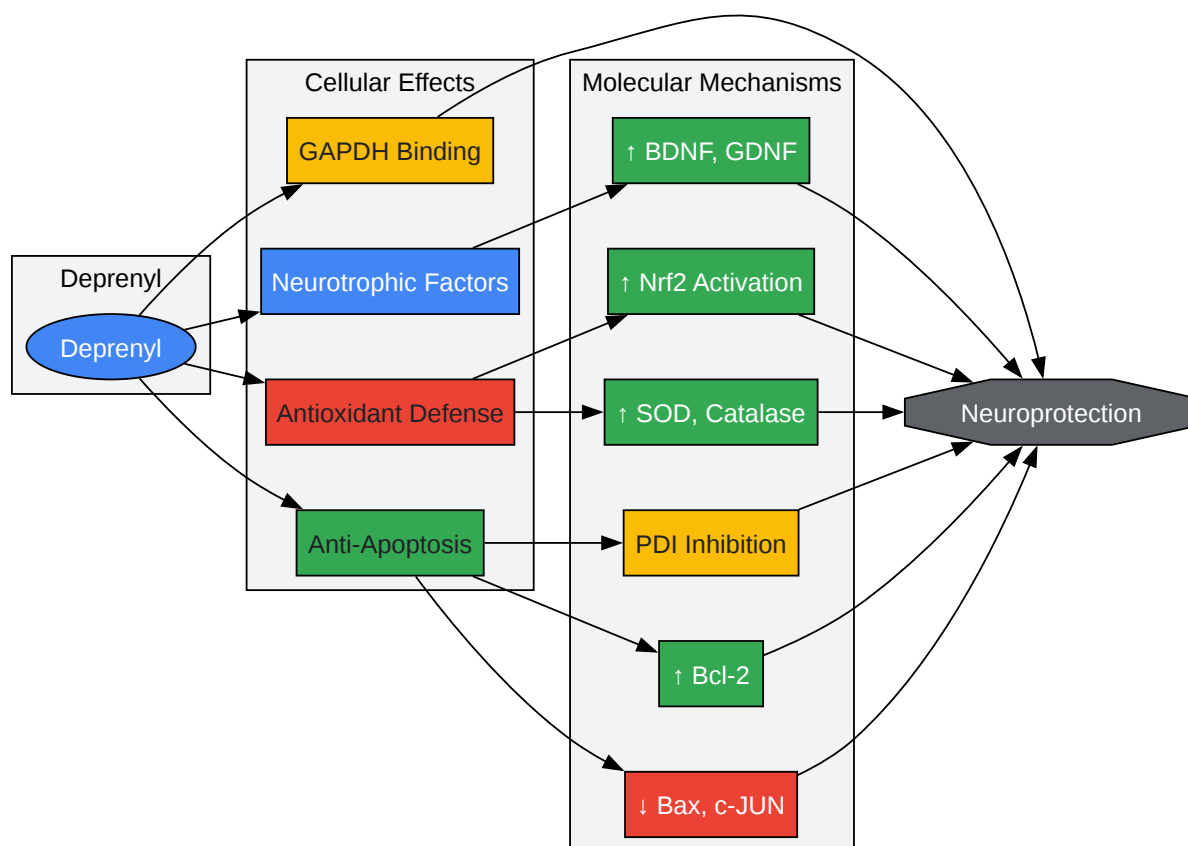 Deprenyl
Deprenyl
Cellular Effects
GAPDH Binding
Neurotrophic Factors
Antioxidant Defense
Anti-Apoptosis
Molecular Mechanisms
↑ BDNF, GDNF
↑ Nrf2 Activation
↑ SOD, Catalase
PDI Inhibition
↑ Bcl-2
↓ Bax, c-JUN
Neuroprotection